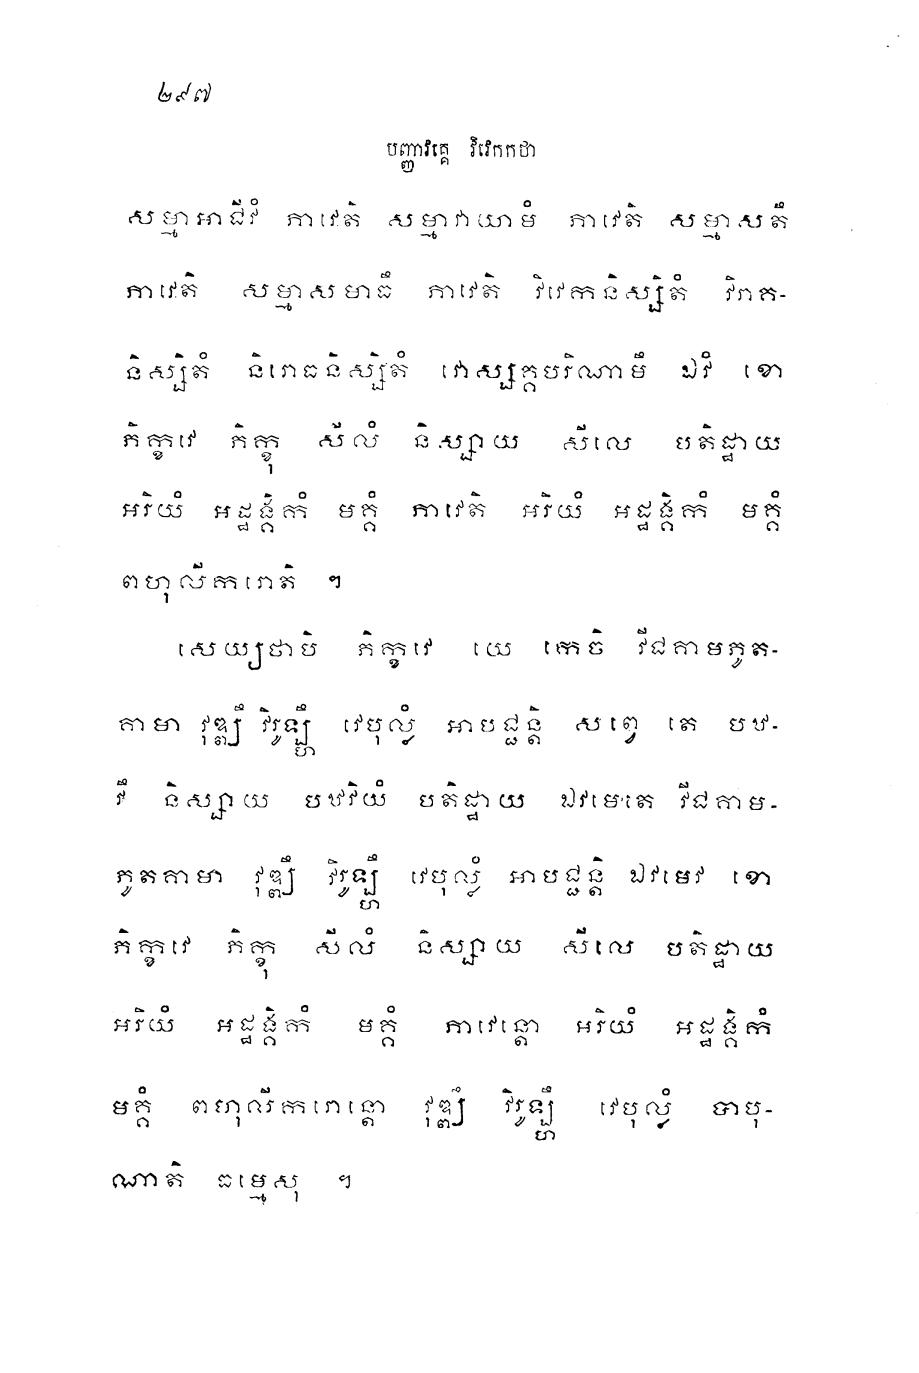 ២៩៧
បញ្ញាវគ្គេ វិវេកកថា
សម្មាអាជីវំ ភាវេតិ សម្មាវាយាមំ ភាវេតិ សម្មាសតឹ
ភាវេតិ សម្មាសមាធឹ ភាវេតិ វិវេកនិស្សិតំ វិរាគ-
និស្សិតំ និរោធនិស្សិតំ វោស្សគ្គបរិណាមឹ ឯវំ ខោ
ភិក្ខវេ ភិក្ខុ សីលំ និស្សាយ សីលេ បតិដ្ឋាយ
អរិយំ អដ្ឋង្គិកំ មគ្គំ ភាវេតិ អរិយំ អដ្ឋង្គិកំ មគ្គំ
ពហុលីករោតិ ។
សេយ្យថាបិ ភិក្ខវេ យេ កេចិ វីជគាមភូត-
គាមា វុឌ្ឍឹ វិរូឡ្ហឹ វេបុល្លំ អាបជ្ជន្តិ សព្វេ តេ បឋ-
វឹ និស្សាយ បឋវិយំ បតិដ្ឋាយ ឯវមេតេ វីជគាម-
ភូតគាមា វុឌ្ឍឹ វិរូឡ្ហឹ វេបុល្លំ អាបជ្ជន្តិ ឯវមេវ ខោ
ភិក្ខវេ ភិក្ខុ សីលំ និស្សាយ សីលេ បតិដ្ឋាយ
អរិយំ អដ្ឋង្គិកំ មគ្គំ ភាវេន្តោ អរិយំ អដ្ឋង្គិកំ
មគ្គំ ពហុលីករោន្តោ វុឌ្ឍឹ វិរូឡ្ហឹ វេបុល្លំ បាបុ-
ណាតិ ធម្មេសុ ។